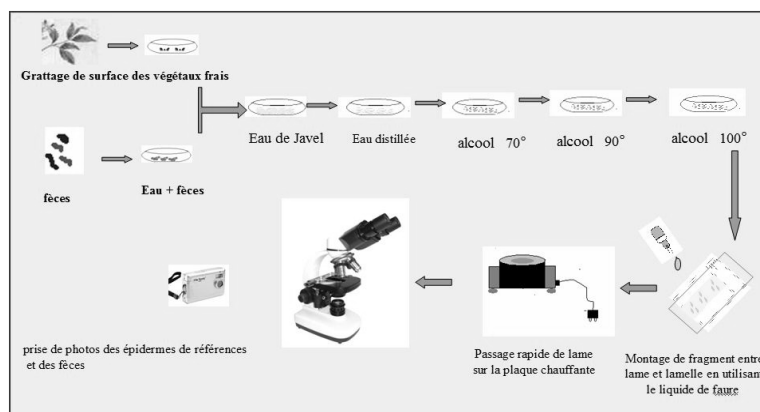 Grattage de surface des végétaux frais
Eau de Javel
Eau distillée
alcool 70°
alcool 90°
alcool 100°
fèces
Eau + fèces
prise de photos des épidermes de références
et des fèces
Passage rapide de lame
sur la plaque chauffante
Montage de fragment entre
lame et lamelle en utilisant
le liquide de faure